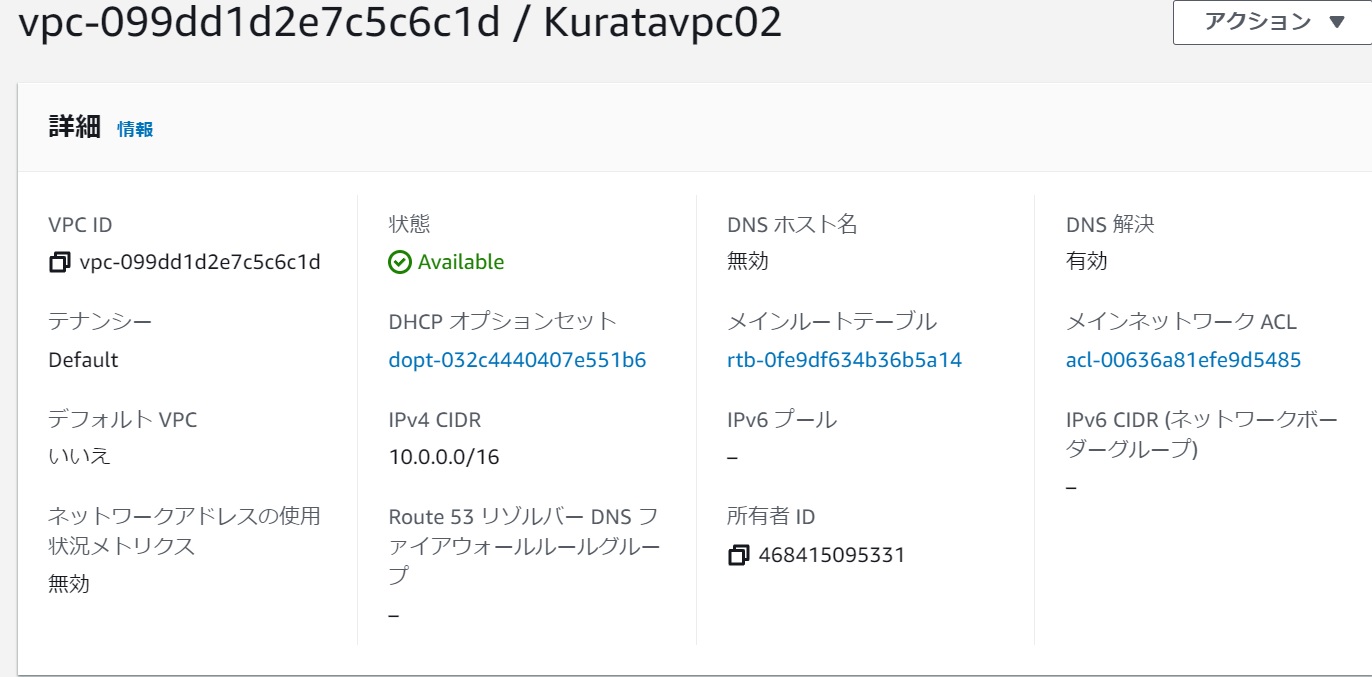 vpc-099dd1d2e7c5c6c1d / Kuratavpc02
アクション ▼
詳細 情報
VPC ID
vpc-099dd1d2e7c5c6c1d
状態
Available
DNS ホスト名
無効
DNS 解決
有効
テナンシー
Default
DHCP オプションセット
dopt-032c4440407e551b6
メインルートテーブル
rtb-0fe9df634b36b5a14
メインネットワーク ACL
acl-00636a81efe9d5485
デフォルト VPC
いいえ
IPv4 CIDR
10.0.0.0/16
IPv6 プール
–
IPv6 CIDR (ネットワークボー
ダーグループ)
–
ネットワークアドレスの使用
状況メトリクス
無効
Route 53 リゾルバー DNS フ
ァイアウォールルールグルー
プ
–
所有者 ID
468415095331